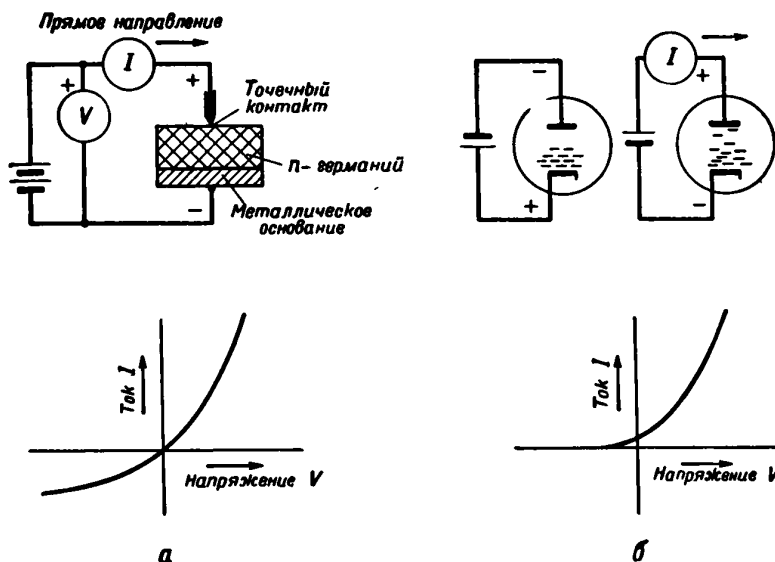 Прямое направление
I
+
+
V
Точечный
контакт
n - германий
Металлическое
основание
−
−
+
I
+
−
Ток I
Напряжение V
а
Ток I
Напряжение V
б